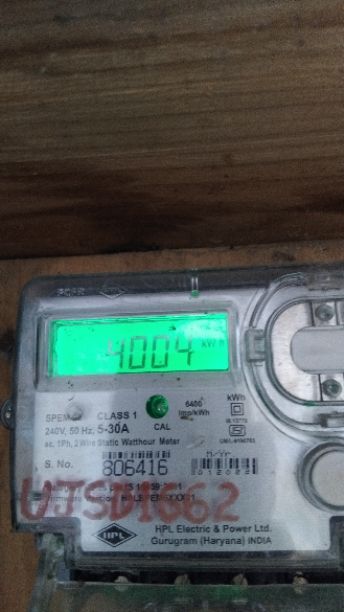 4004 kWh
kWh
6400
imp/kWh
CLASS 1
CAL
240V, 50 Hz, 5-30A
ac, 1Ph, 2 Wire Static Watthour Meter
S. No.
806416
UJSD1662
HPL
HPL Electric & Power Ltd.
Gurugram (Haryana) INDIA